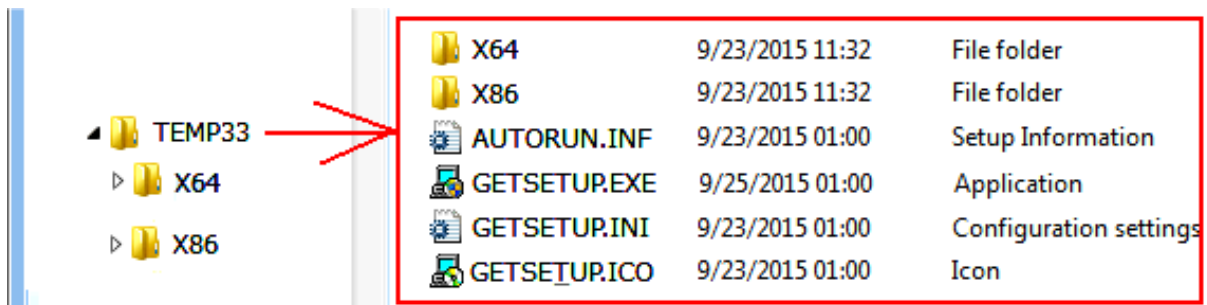 TEMP33
X64
X86
X64 9/23/2015 11:32 File folder
X86 9/23/2015 11:32 File folder
AUTORUN.INF 9/23/2015 01:00 Setup Information
GETSETUP.EXE 9/25/2015 01:00 Application
GETSETUP.INI 9/23/2015 01:00 Configuration settings
GETSETUP.ICO 9/23/2015 01:00 Icon